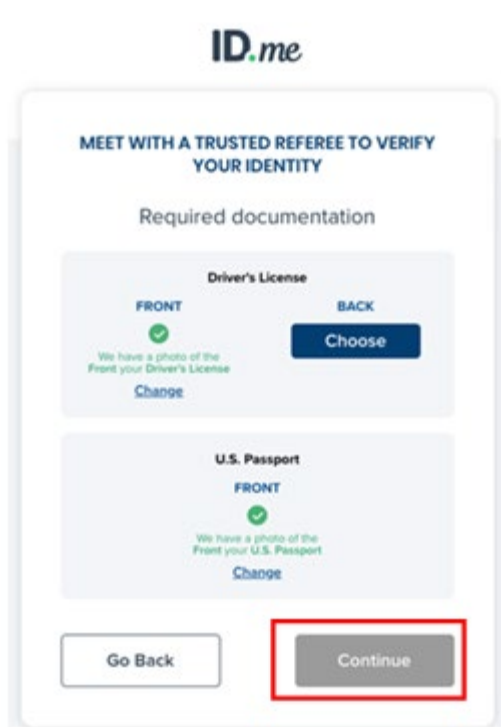 ID.me
MEET WITH A TRUSTED REFEREE TO VERIFY
YOUR IDENTITY
Required documentation
Driver's License
FRONT
We have a photo of the
Front your Driver's License
Change
BACK
Choose
U.S. Passport
FRONT
We have a photo of the
Front your U.S. Passport
Change
Go Back
Continue